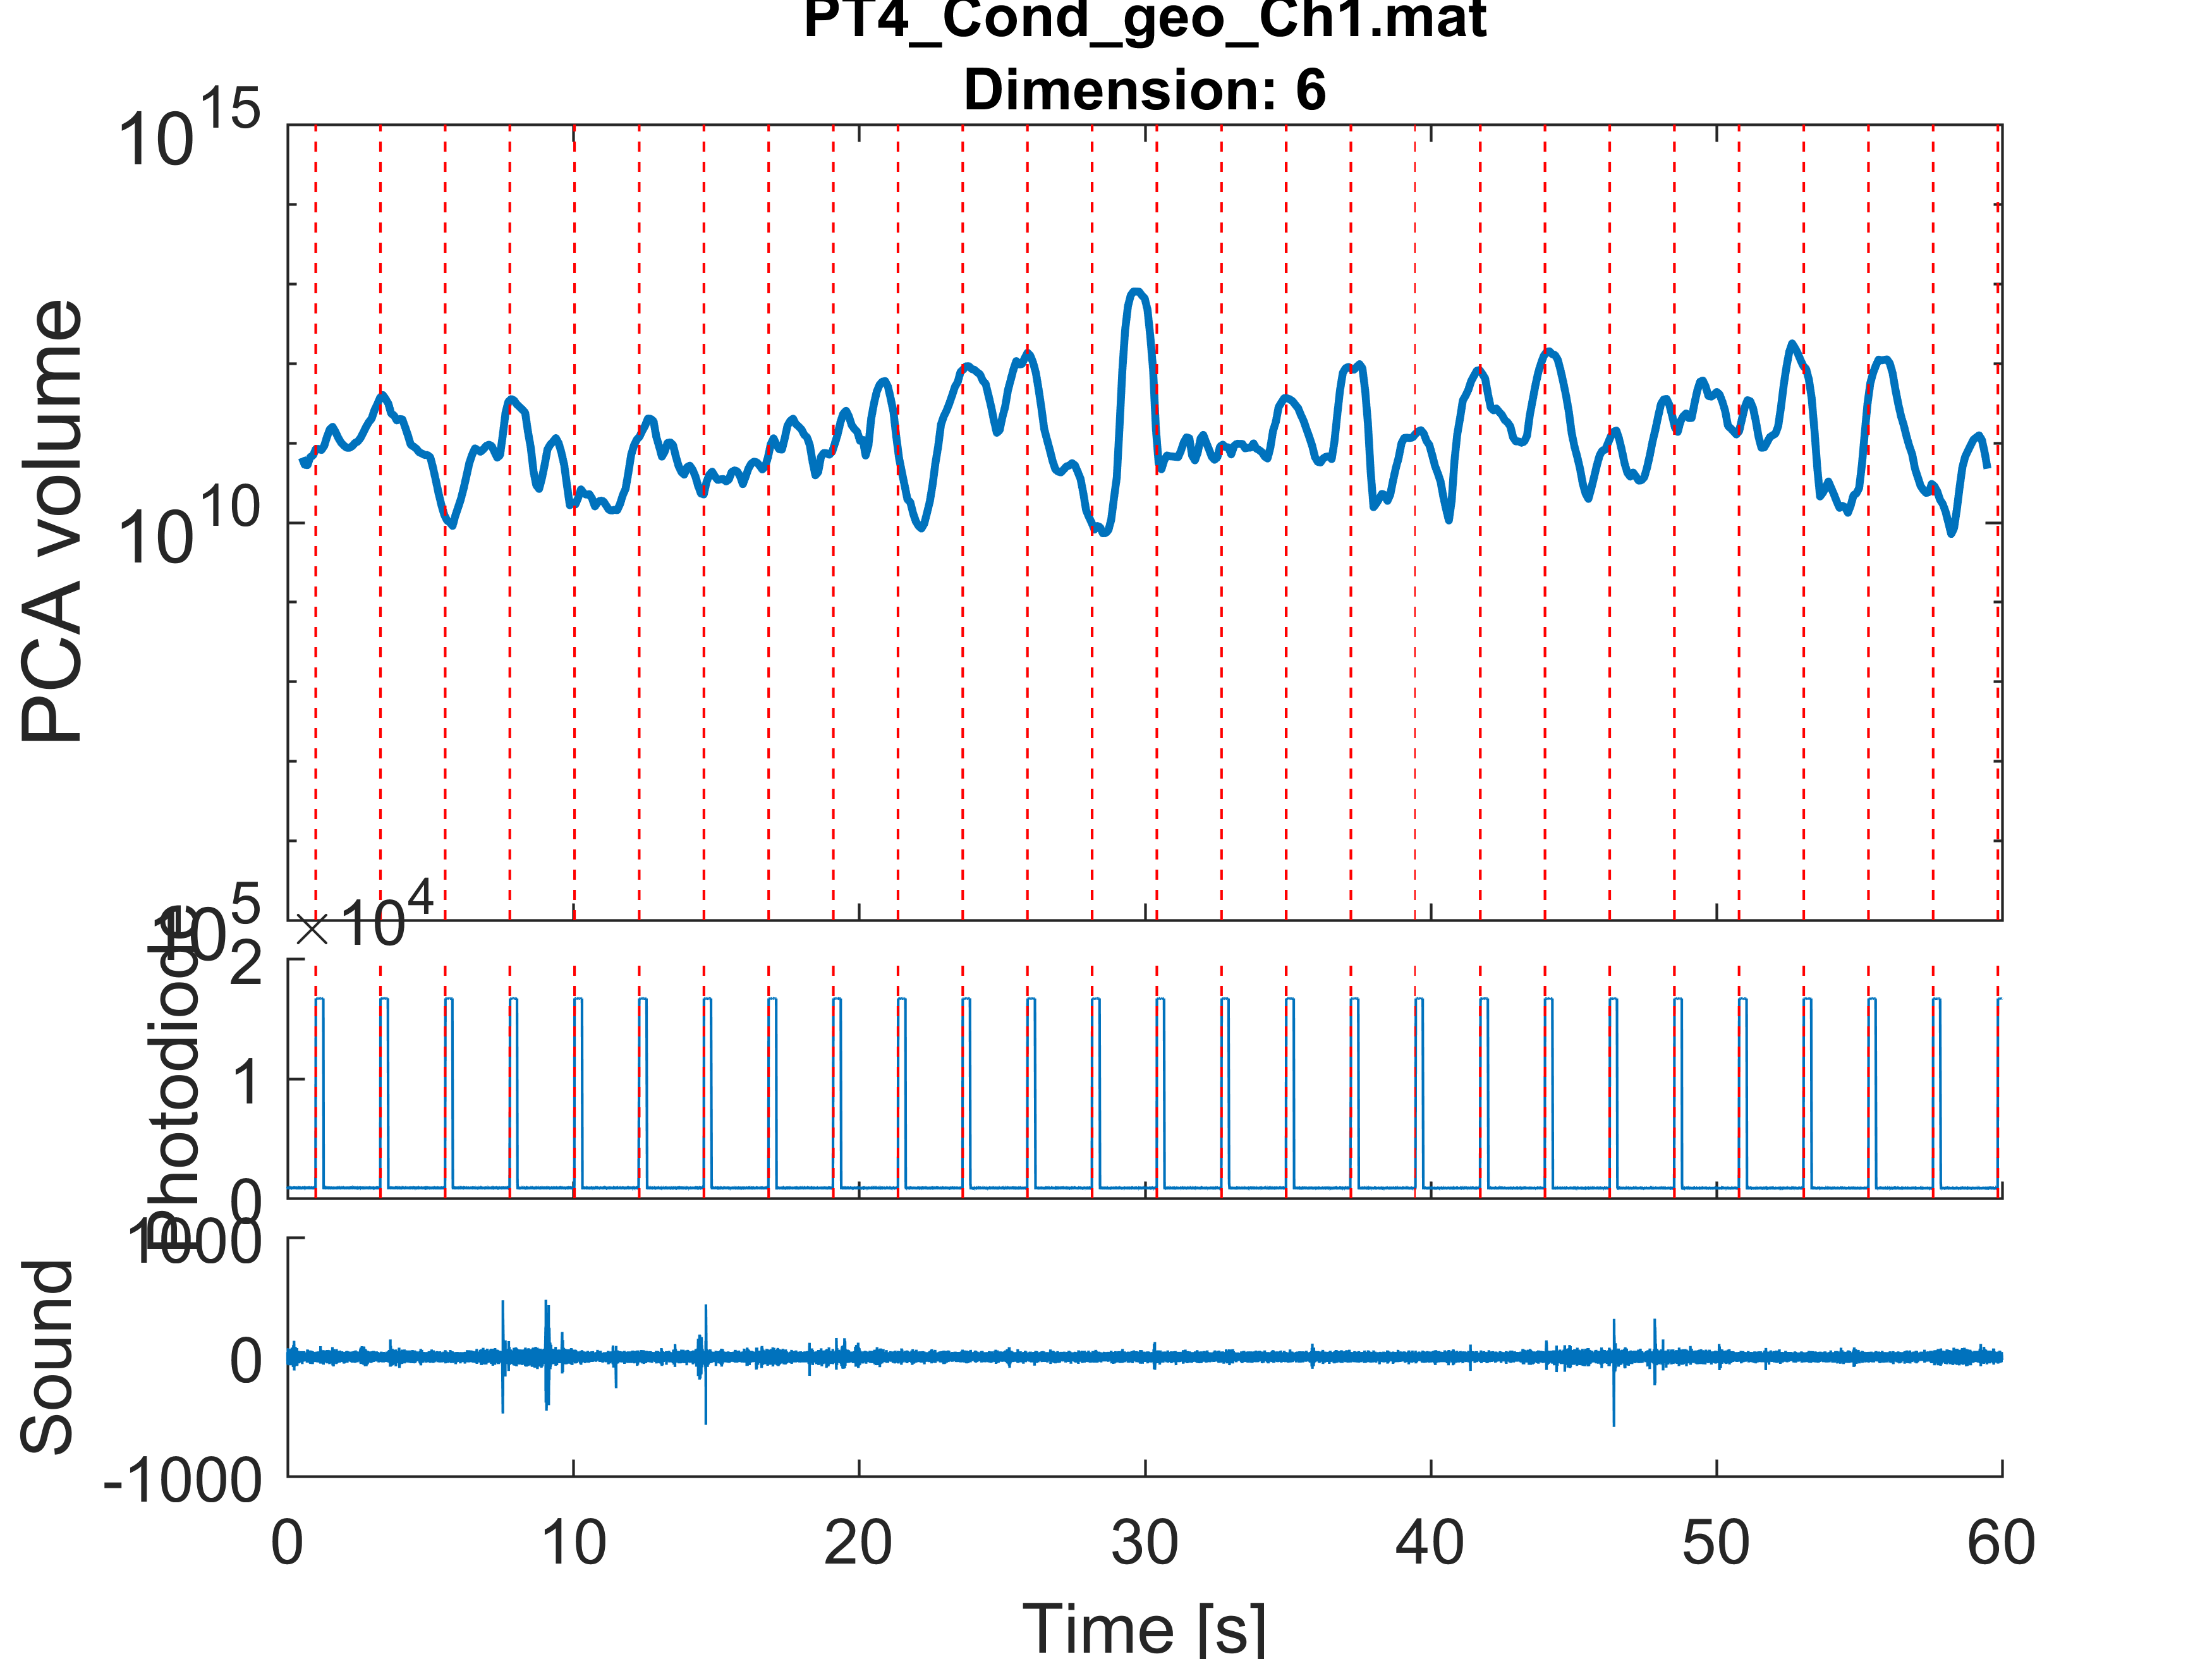 PT4_Cond_geo_Ch1.mat
Dimension: 6
10^15
10^10
10^5
PCA volume
×10^4
2
1
0
Photodiode
1000
0
-1000
Sound
0 10 20 30 40 50 60
Time [s]